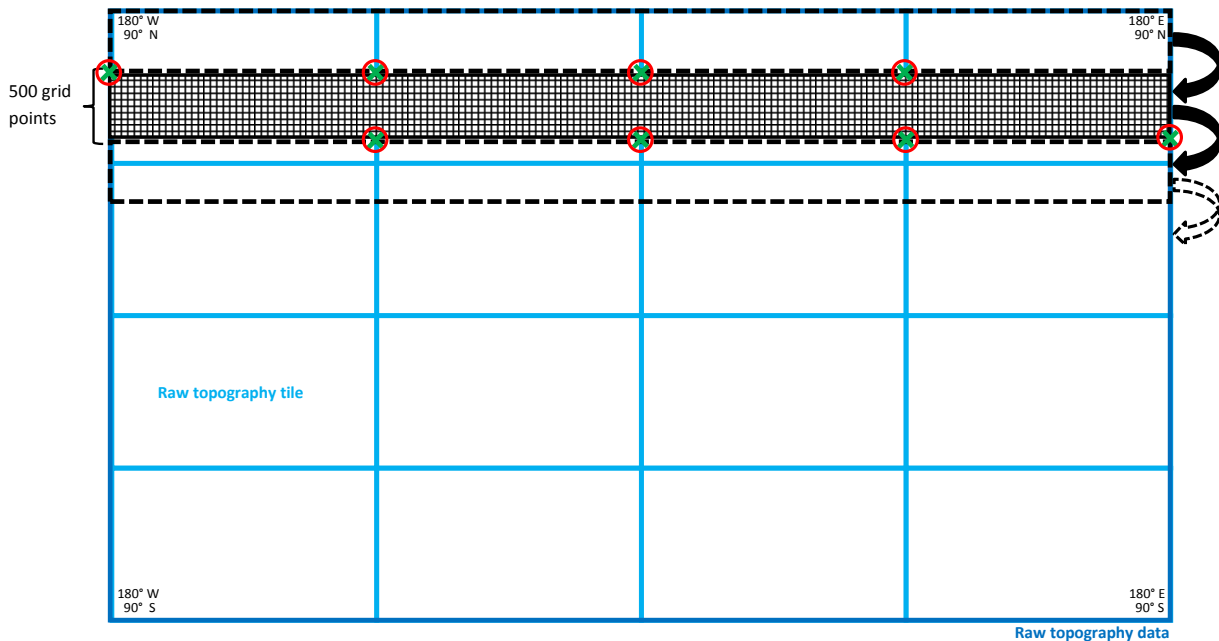 180° W
90° N
180° E
90° N
500 grid
points
Raw topography tile
180° W
90° S
180° E
90° S
Raw topography data